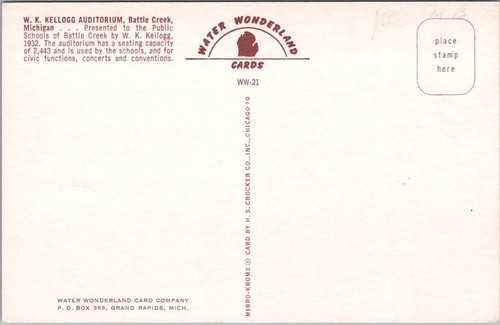 W. K. KELLOGG AUDITORIUM, Battle Creek,
Michigan . . . Presented to the Public
Schools of Battle Creek by W. K. Kellogg,
1932. The auditorium has a seating capacity
of 2,443 and is used by the schools, and for
civic functions, concerts and conventions.
WATER WONDERLAND
CARDS
WW-21
place
stamp
here
MIRRO-KROME ® CARD BY H. S. CROCKER CO., INC., CHICAGO 10
WATER WONDERLAND CARD COMPANY
P. O. BOX 355, GRAND RAPIDS, MICH.